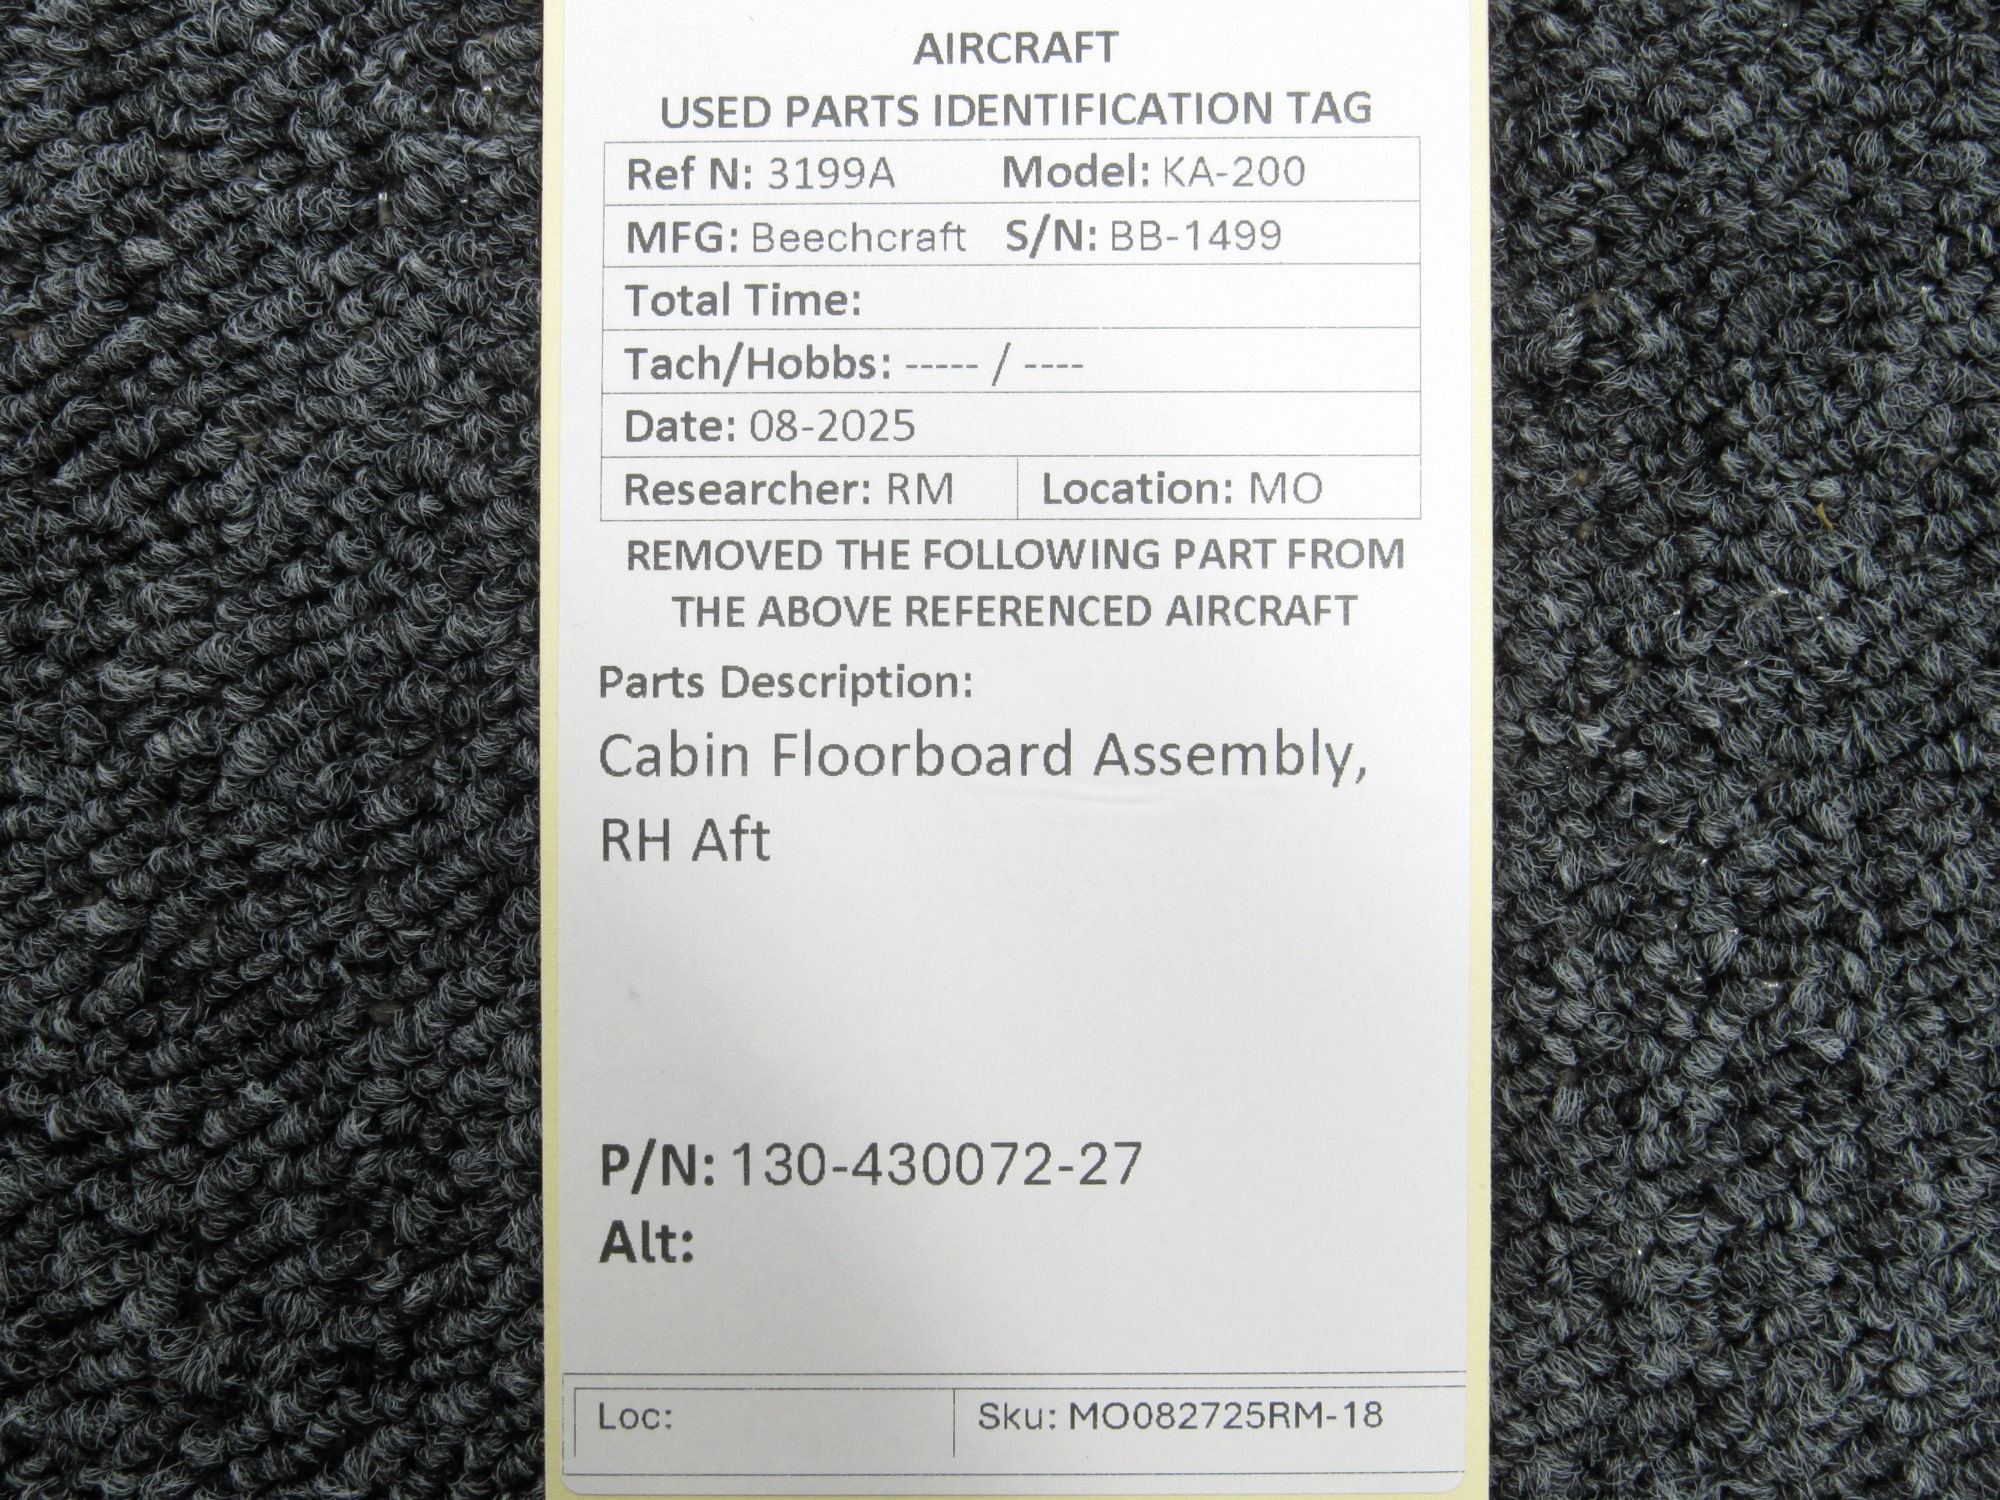 AIRCRAFT
USED PARTS IDENTIFICATION TAG
Ref N: 3199A Model: KA-200
MFG: Beechcraft S/N: BB-1499
Total Time:
Tach/Hobbs: ----- / ----
Date: 08-2025
Researcher: RM Location: MO
REMOVED THE FOLLOWING PART FROM
THE ABOVE REFERENCED AIRCRAFT
Parts Description:
Cabin Floorboard Assembly,
RH Aft
P/N: 130-430072-27
Alt:
Loc: Sku: MO082725RM-18